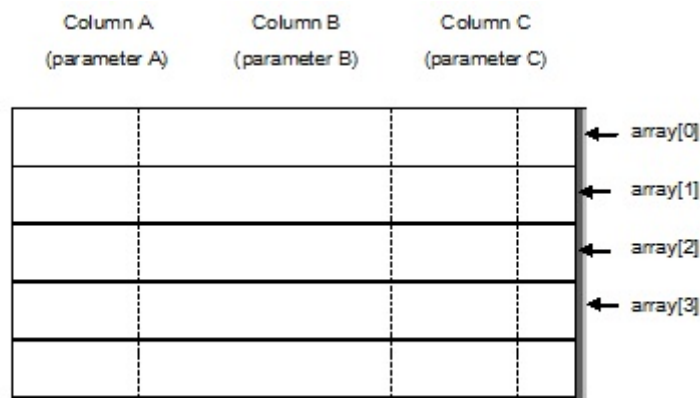 Column A Column B Column C
(parameter A) (parameter B) (parameter C)
array[0]
array[1]
array[2]
array[3]